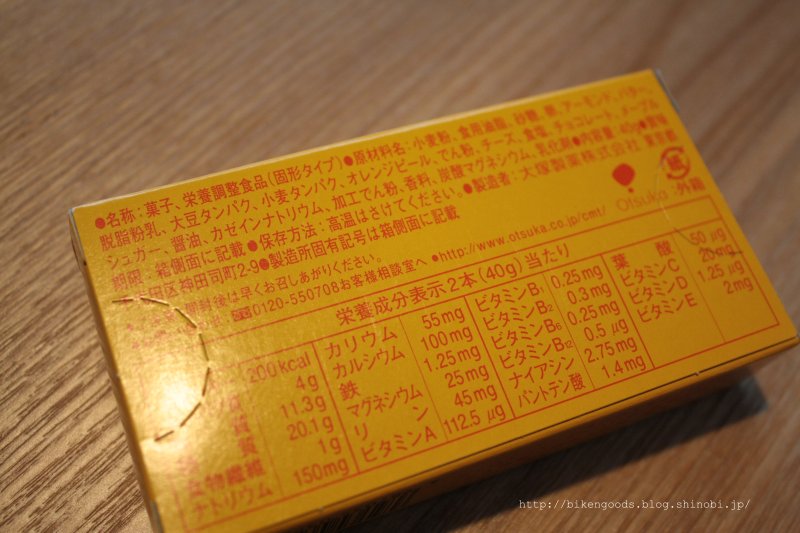 ●名称：菓子、栄養調整食品（固形タイプ）●原材料名：小麦粉、食用油脂、砂糖、卵、アーモンド、バター、
脱脂粉乳、大豆タンパク、小麦タンパク、オレンジピール、でん粉、チーズ、食塩、チョコレート、メープル
シュガー、醤油、カゼインナトリウム、加工でん粉、香料、炭酸マグネシウム、乳化剤●内容量：40g●賞味
期限：箱側面に記載●保存方法：高温はさけてください。●製造者：大塚製薬株式会社 東京都
区神田司町2-9●製造所固有記号は箱側面に記載
開封後は早くお召しあがりください。
0120-550708お客様相談室へ ●http://www.otsuka.co.jp/cmt/
Otsuka
紙
外箱
栄養成分表示2本（40g）当たり
200kcal
4g
11.3g
質 20.1g
物繊維 1g
ナトリウム 150mg
カリウム 55mg
カルシウム 100mg
鉄 1.25mg
マグネシウム 25mg
リン 45mg
ビタミンA 112.5μg
ビタミンB1 0.25mg
ビタミンB2 0.3mg
ビタミンB6 0.25mg
ビタミンB12 0.5μg
ナイアシン 2.75mg
パントテン酸 1.4mg
葉酸 50μg
ビタミンC 20mg
ビタミンD 1.25μg
ビタミンE 2mg
http://bikengoods.blog.shinobi.jp/